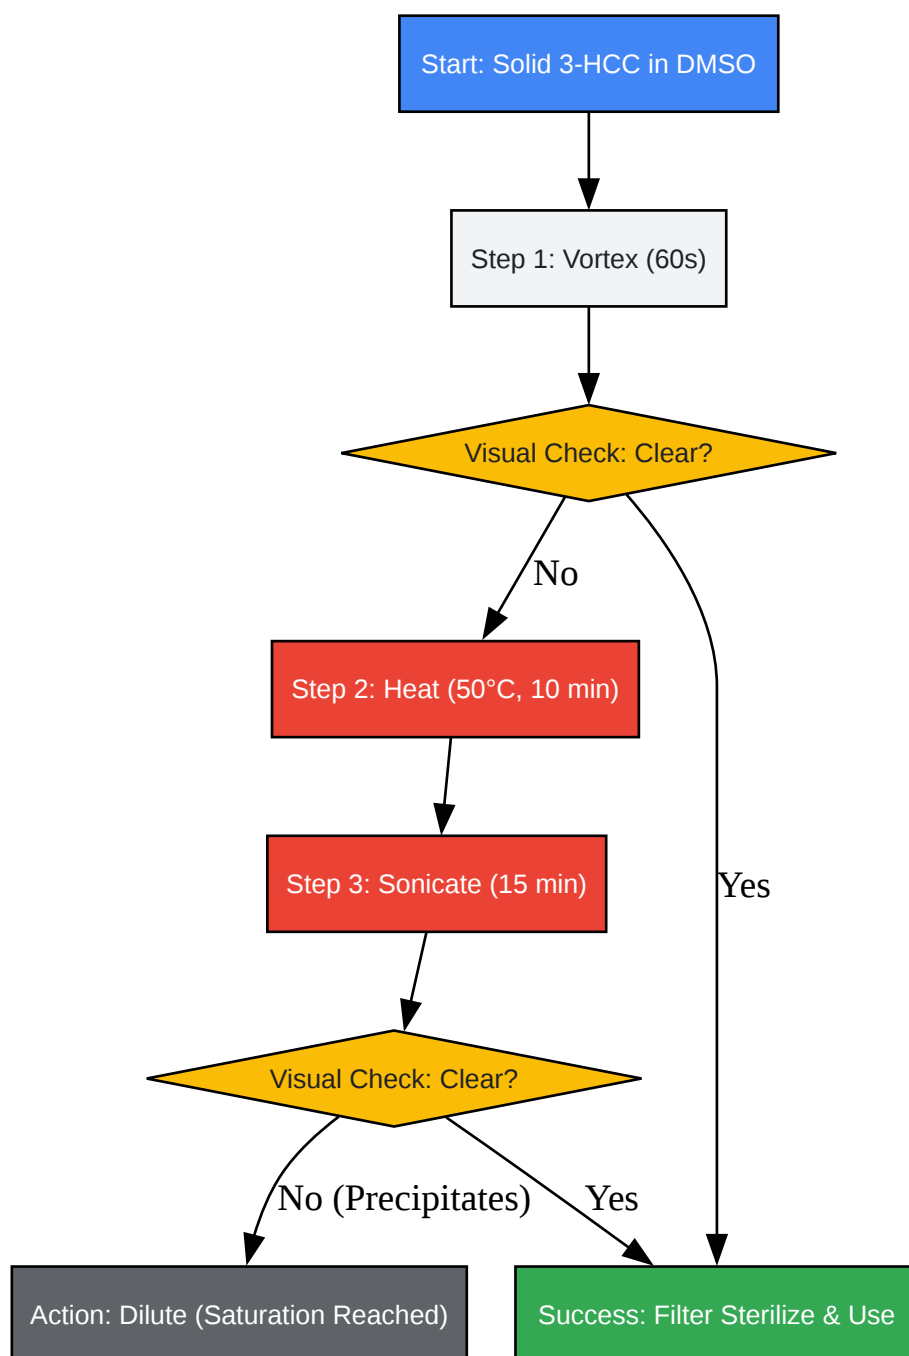 Start: Solid 3-HCC in DMSO
Step 1: Vortex (60s)
Visual Check: Clear?
No
Step 2: Heat (50°C, 10 min)
Step 3: Sonicate (15 min)
Yes
Visual Check: Clear?
No (Precipitates)
Yes
Action: Dilute (Saturation Reached)
Success: Filter Sterilize & Use